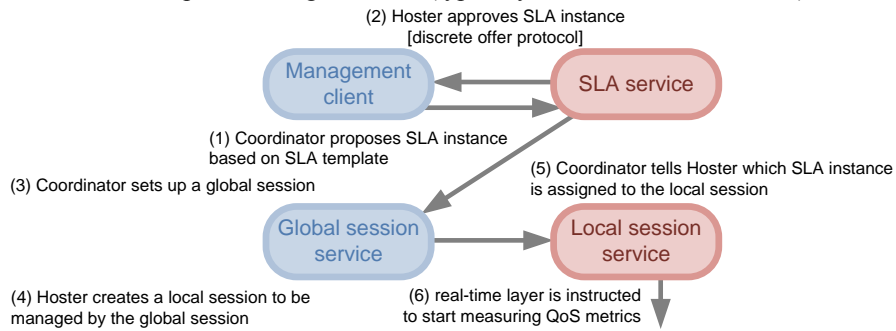 (2) Hoster approves SLA instance
[discrete offer protocol]
Management
client
SLA service
(1) Coordinator proposes SLA instance
based on SLA template
(3) Coordinator sets up a global session
(5) Coordinator tells Hoster which SLA instance
is assigned to the local session
Global session
service
Local session
service
(4) Hoster creates a local session to be
managed by the global session
(6) real-time layer is instructed
to start measuring QoS metrics